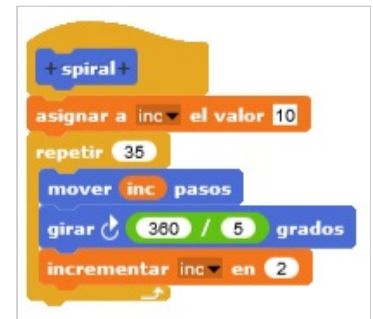 + spiral +
asignar a inc el valor 10
repetir 35
mover inc pasos
girar 360 / 5 grados
incrementar inc en 2